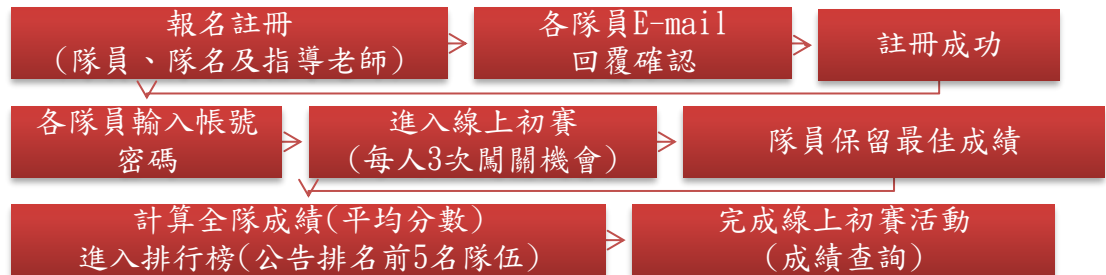 報名註冊
(隊員、隊名及指導老師)
各隊員E-mail
回覆確認
註冊成功
各隊員輸入帳號
密碼
進入線上初賽
(每人3次闖關機會)
隊員保留最佳成績
計算全隊成績(平均分數)
進入排行榜(公告排名前5名隊伍)
完成線上初賽活動
(成績查詢)